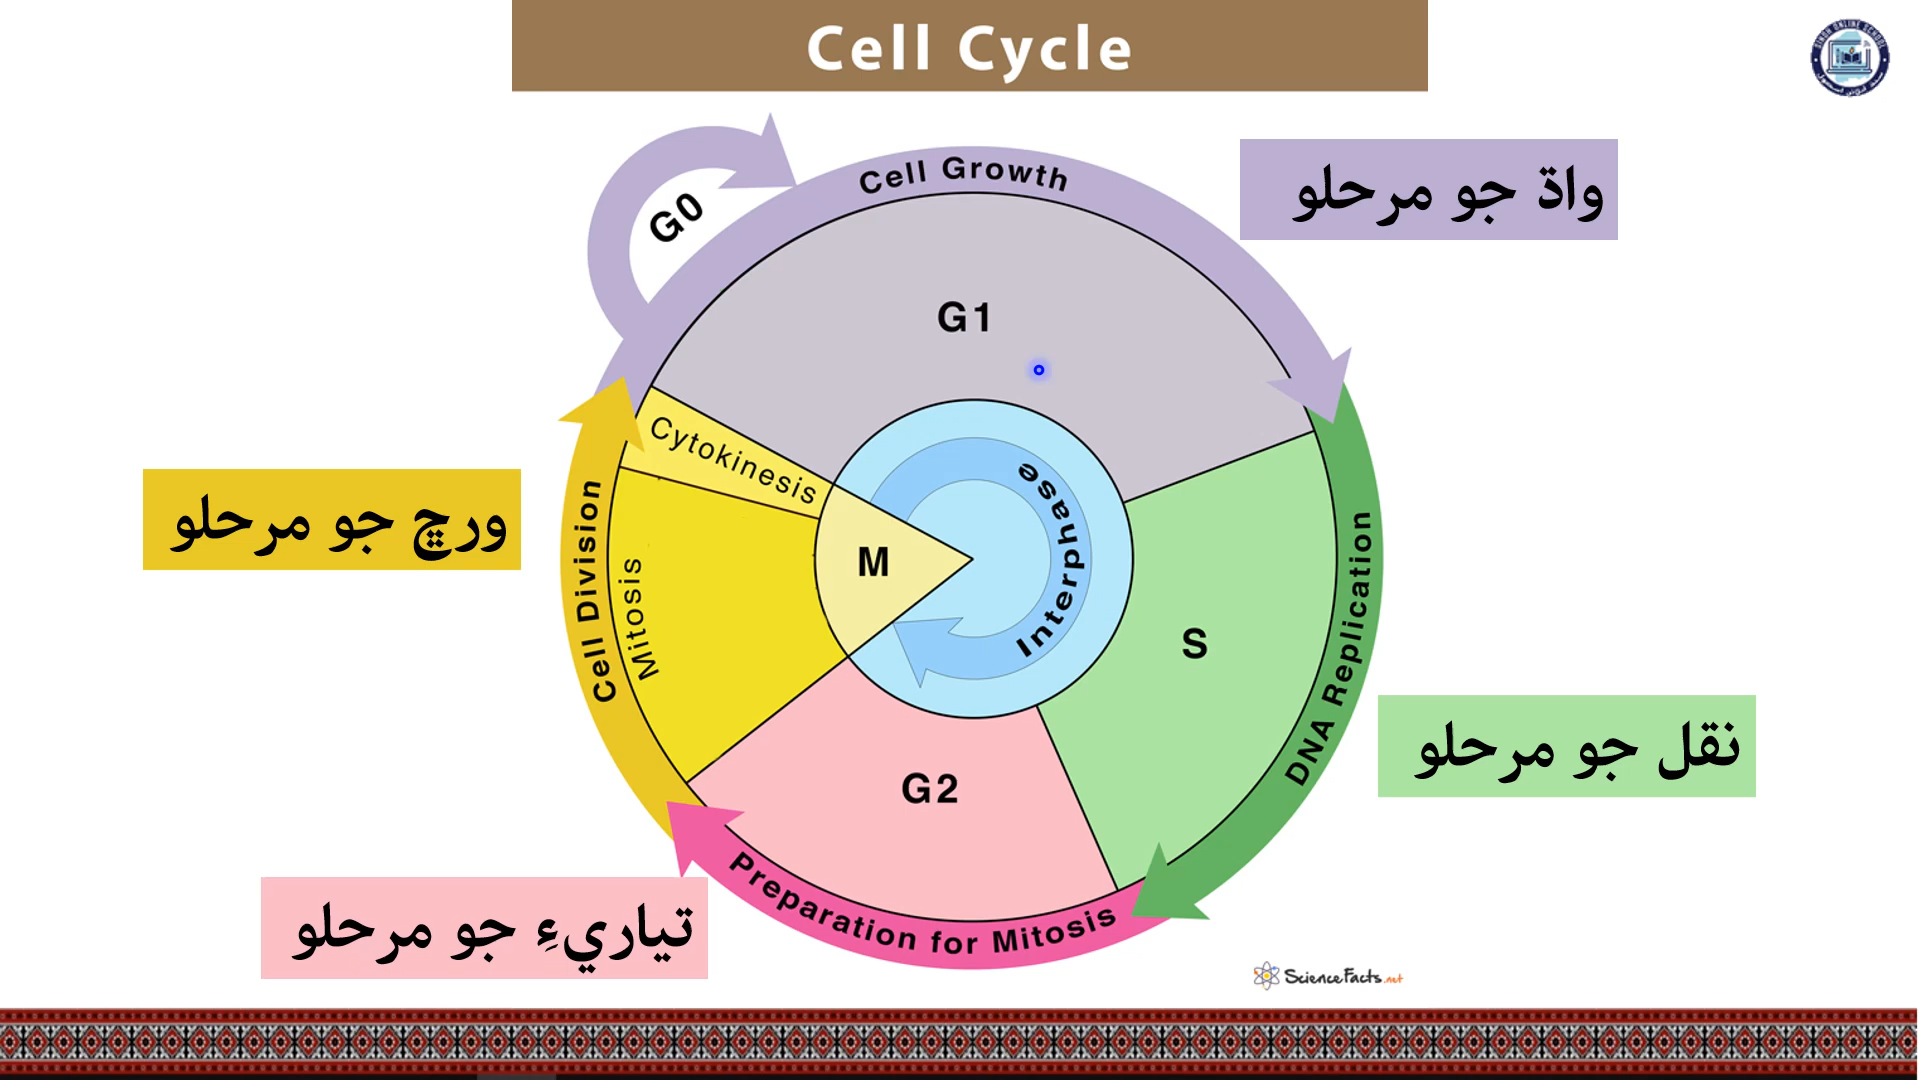 Cell Cycle
G0
Cell Growth
واڌ جو مرحلو
G1
Cytokinesis
Interphase
ورڇ جو مرحلو
Cell Division
Mitosis
M
S
DNA Replication
نقل جو مرحلو
G2
Preparation for Mitosis
تياريءِ جو مرحلو
ScienceFacts.net